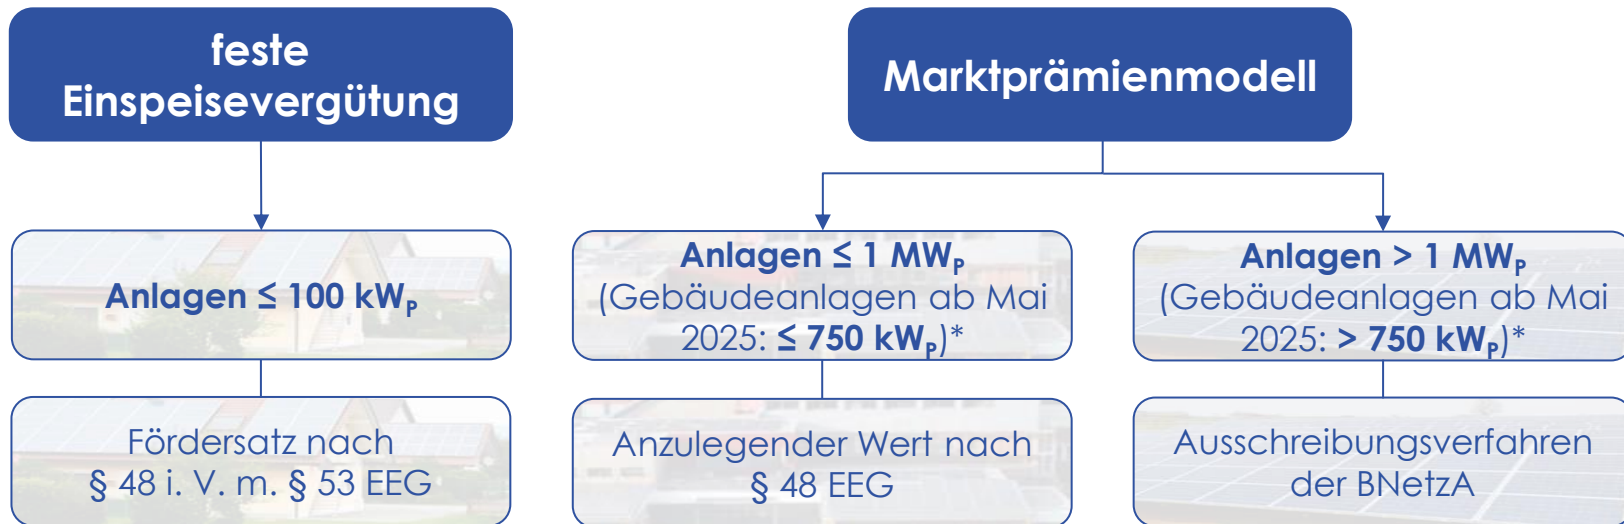 feste
Einspeisevergütung
Anlagen ≤ 100 kWP
Fördersatz nach
§ 48 i. V. m. § 53 EEG
Marktprämienmodell
Anlagen ≤ 1 MWP
(Gebäudeanlagen ab Mai
2025: ≤ 750 kWP)*
Anzulegender Wert nach
§ 48 EEG
Anlagen > 1 MWP
(Gebäudeanlagen ab Mai
2025: > 750 kWP)*
Ausschreibungsverfahren
der BNetzA